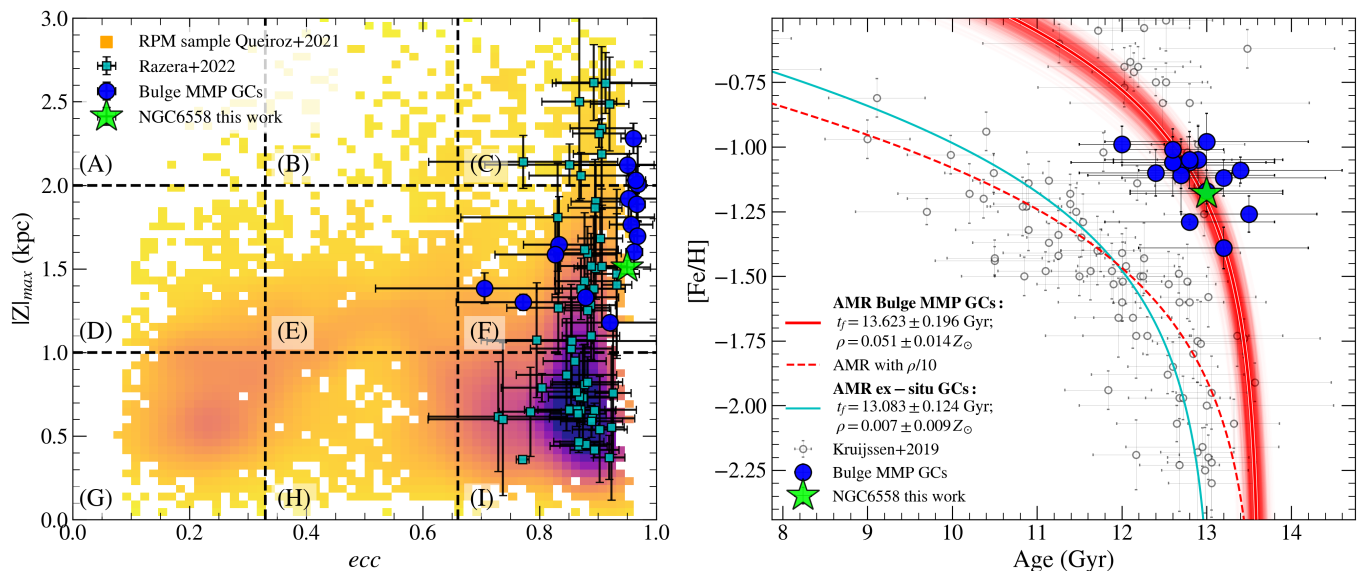 3.0
2.5
2.0
1.5
1.0
0.5
0.0
|Z|max (kpc)
RPM sample Queiroz+2021
Razera+2022
Bulge MMP GCs
NGC6558 this work
(A)
(B)
(C)
(D)
(E)
(F)
(G)
(H)
(I)
0.0
0.2
0.4
0.6
0.8
1.0
ecc
[Fe/H]
−0.75
−1.00
−1.25
−1.50
−1.75
−2.00
−2.25
AMR Bulge MMP GCs :
t_f = 13.623 ± 0.196 Gyr;
ρ = 0.051 ± 0.014 Z⊙
AMR with ρ/10
AMR ex − situ GCs :
t_f = 13.083 ± 0.124 Gyr;
ρ = 0.007 ± 0.009 Z⊙
Kruijssen+2019
Bulge MMP GCs
NGC6558 this work
8
9
10
11
12
13
14
Age (Gyr)